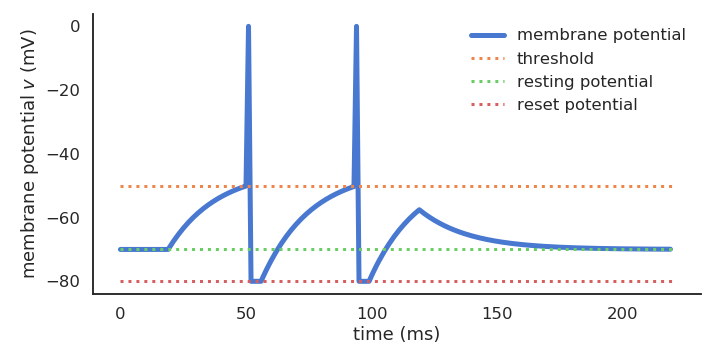 membrane potential v (mV)
0
−20
−40
−60
−80
membrane potential
threshold
resting potential
reset potential
0 50 100 150 200
time (ms)